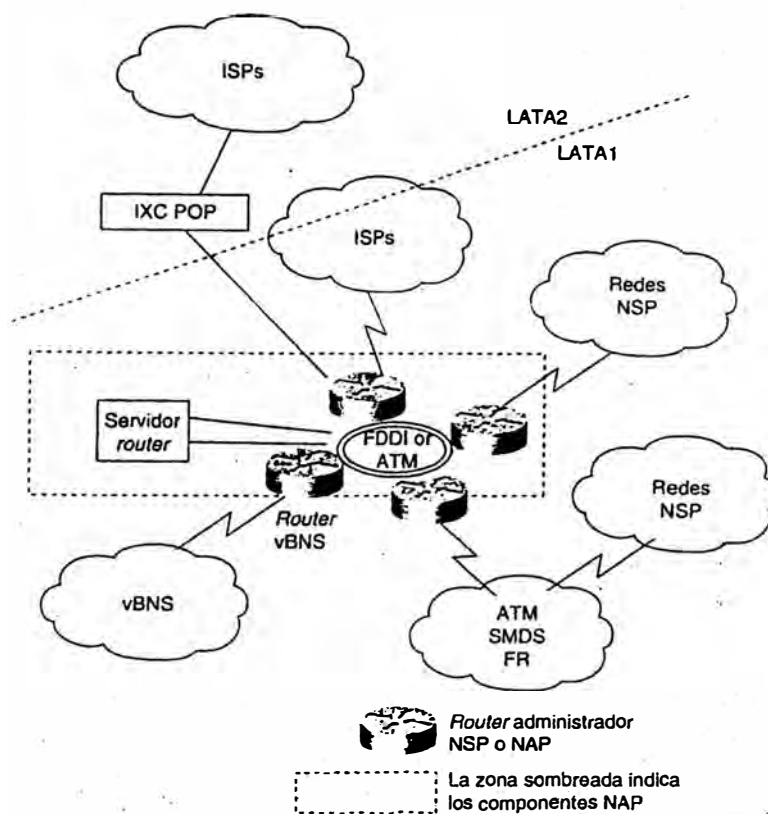 ISPs
LATA2
LATA1
IXC POP
ISPs
Redes
NSP
Servidor
router
FDDI or
ATM
Router
vBNS
Redes
NSP
vBNS
ATM
SMDS
FR
Router administrador
NSP o NAP
La zona sombreada indica
los componentes NAP